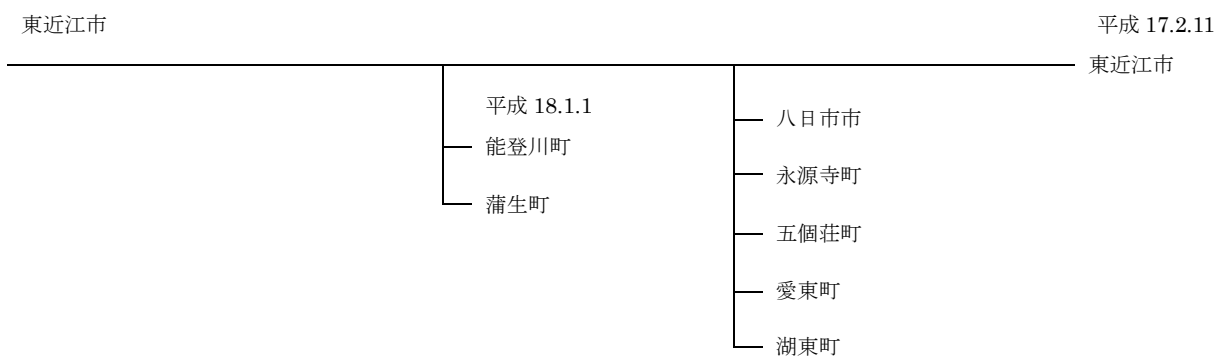 東近江市
平成 17.2.11
東近江市
平成 18.1.1
能登川町
蒲生町
八日市市
永源寺町
五個荘町
愛東町
湖東町